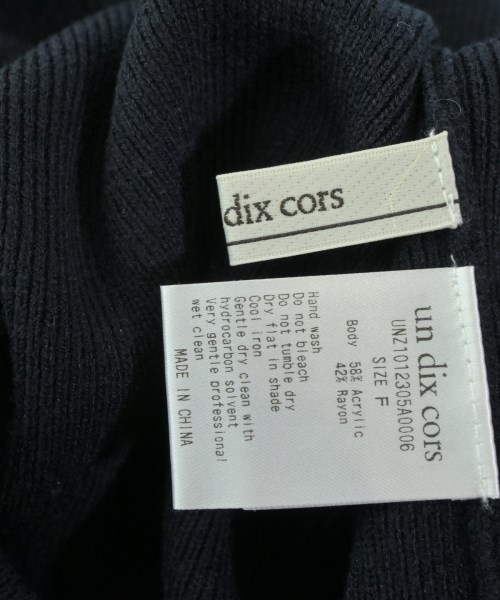 dix cors
un dix cors
UNZ1012305A0006
SIZE F
Body 58% Acrylic
42% Rayon
Hand wash
Do not bleach
Do not tumble dry
Dry flat in shade
Cool iron
Gentle dry clean with
hydrocarbon solvent
Very gentle professional
wet clean
MADE IN CHINA